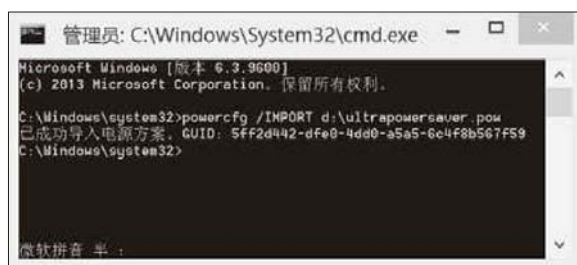 管理员: C:\Windows\System32\cmd.exe
Microsoft Windows [版本 6.3.9600]
(c) 2013 Microsoft Corporation. 保留所有权利.
C:\Windows\system32>powercfg /IMPORT d:\ultrapowersaver.pow
已成功导入电源方案. GUID: 5ff2d442-dfe0-4dd0-a5a5-6c4f8b567f59
C:\Windows\system32>
微软拼音 半 :